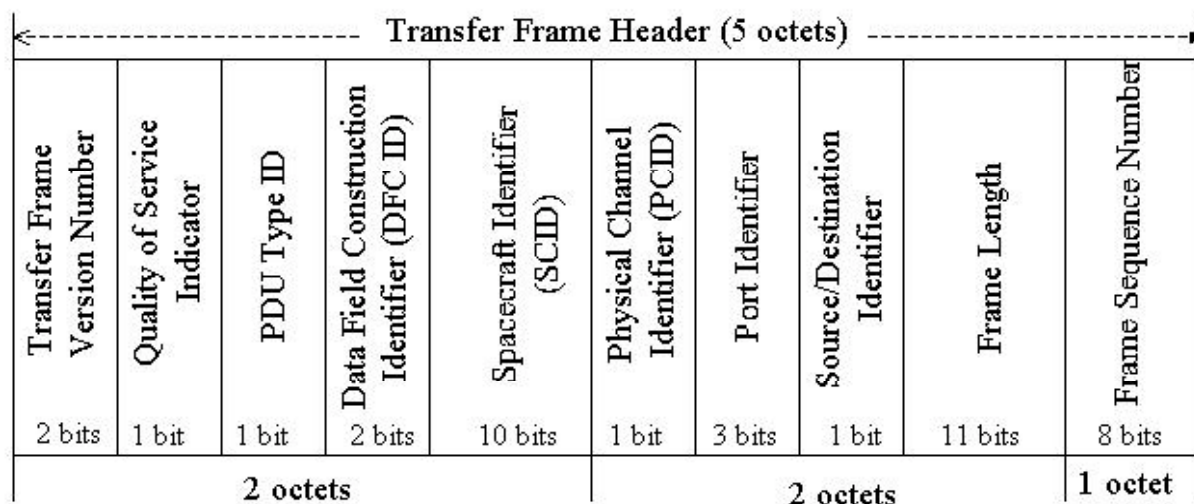 Transfer Frame Header (5 octets)
Transfer Frame
Version Number
Quality of Service
Indicator
PDU Type ID
Data Field Construction
Identifier (DFC ID)
Spacecraft Identifier
(SCID)
Physical Channel
Identifier (PCID)
Port Identifier
Source/Destination
Identifier
Frame Length
Frame Sequence Number
2 bits
1 bit
1 bit
2 bits
10 bits
1 bit
3 bits
1 bit
11 bits
8 bits
2 octets
2 octets
1 octet